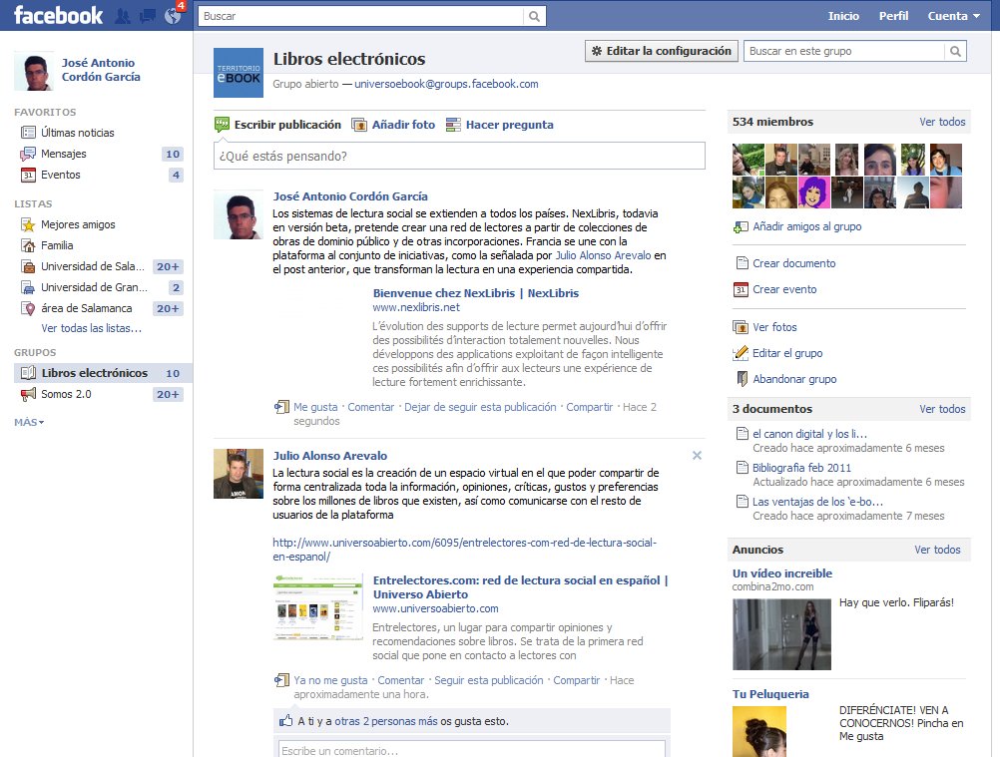 facebook
4
Buscar
Inicio
Perfil
Cuenta
José Antonio
Cordón García
FAVORITOS
Últimas noticias
Mensajes 10
Eventos 4
LISTAS
Mejores amigos
Familia
Universidad de Sala... 20+
Universidad de Gran... 2
área de Salamanca 20+
Ver todas las listas...
GRUPOS
Libros electrónicos 10
Somos 2.0 20+
MÁS
TERRITORIO
eBOOK
Libros electrónicos
Grupo abierto — universoebook@groups.facebook.com
Editar la configuración
Buscar en este grupo
Escribir publicación
Añadir foto
Hacer pregunta
¿Qué estás pensando?
José Antonio Cordón García
Los sistemas de lectura social se extienden a todos los países. NexLibris, todavia
en versión beta, pretende crear una red de lectores a partir de colecciones de
obras de dominio público y de otras incorporaciones. Francia se une con la
plataforma al conjunto de iniciativas, como la señalada por Julio Alonso Arevalo en
el post anterior, que transforman la lectura en una experiencia compartida.
Bienvenue chez NexLibris | NexLibris
www.nexlibris.net
L'évolution des supports de lecture permet aujourd'hui d'offrir
des possibilités d'interaction totalement nouvelles. Nous
développons des applications exploitant de façon intelligente
ces possibilités afin d'offrir aux lecteurs une expérience de
lecture fortement enrichissante.
Me gusta · Comentar · Dejar de seguir esta publicación · Compartir · Hace 2
segundos
Julio Alonso Arevalo
La lectura social es la creación de un espacio virtual en el que poder compartir de
forma centralizada toda la información, opiniones, críticas, gustos y preferencias
sobre los millones de libros que existen, así como comunicarse con el resto de
usuarios de la plataforma
http://www.universoabierto.com/6095/entrelectores-com-red-de-lectura-social-
en-espanol/
Entrelectores.com: red de lectura social en español |
Universo Abierto
www.universoabierto.com
Entrelectores, un lugar para compartir opiniones y
recomendaciones sobre libros. Se trata de la primera red
social que pone en contacto a lectores con
Ya no me gusta · Comentar · Seguir esta publicación · Compartir · Hace
aproximadamente una hora.
A ti y a otras 2 personas más os gusta esto.
Escribe un comentario...
534 miembros Ver todos
Añadir amigos al grupo
Crear documento
Crear evento
Ver fotos
Editar el grupo
Abandonar grupo
3 documentos Ver todos
el canon digital y los li...
Creado hace aproximadamente 6 meses
Bibliografia feb 2011
Actualizado hace aproximadamente 6 meses
Las ventajas de los 'e-bo...
Creado hace aproximadamente 7 meses
Anuncios Ver todos
Un vídeo increible
combina2mo.com
Hay que verlo. Fliparás!
Tu Peluqueria
DIFERÉNCIATE! VEN A
CONOCERNOS! Pincha en
Me gusta